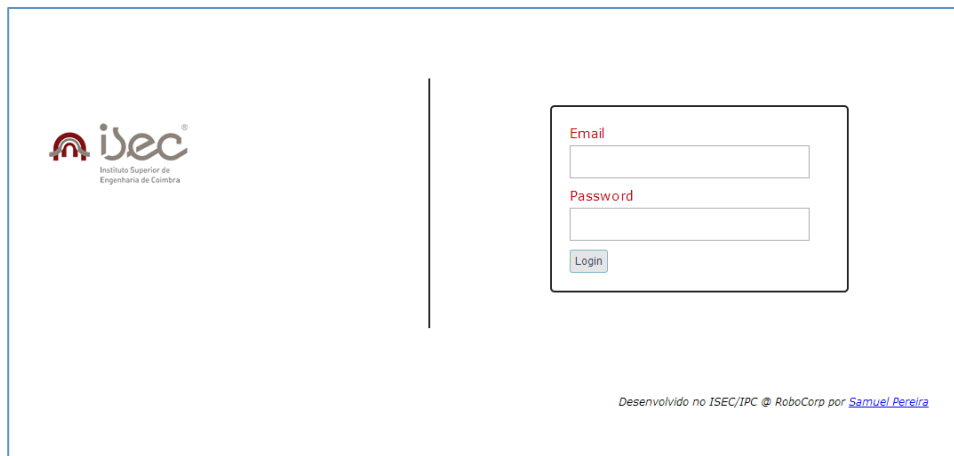 isec®
Instituto Superior de
Engenharia de Coimbra
Email
Password
Login
Desenvolvido no ISEC/IPC @ RoboCorp por Samuel Pereira